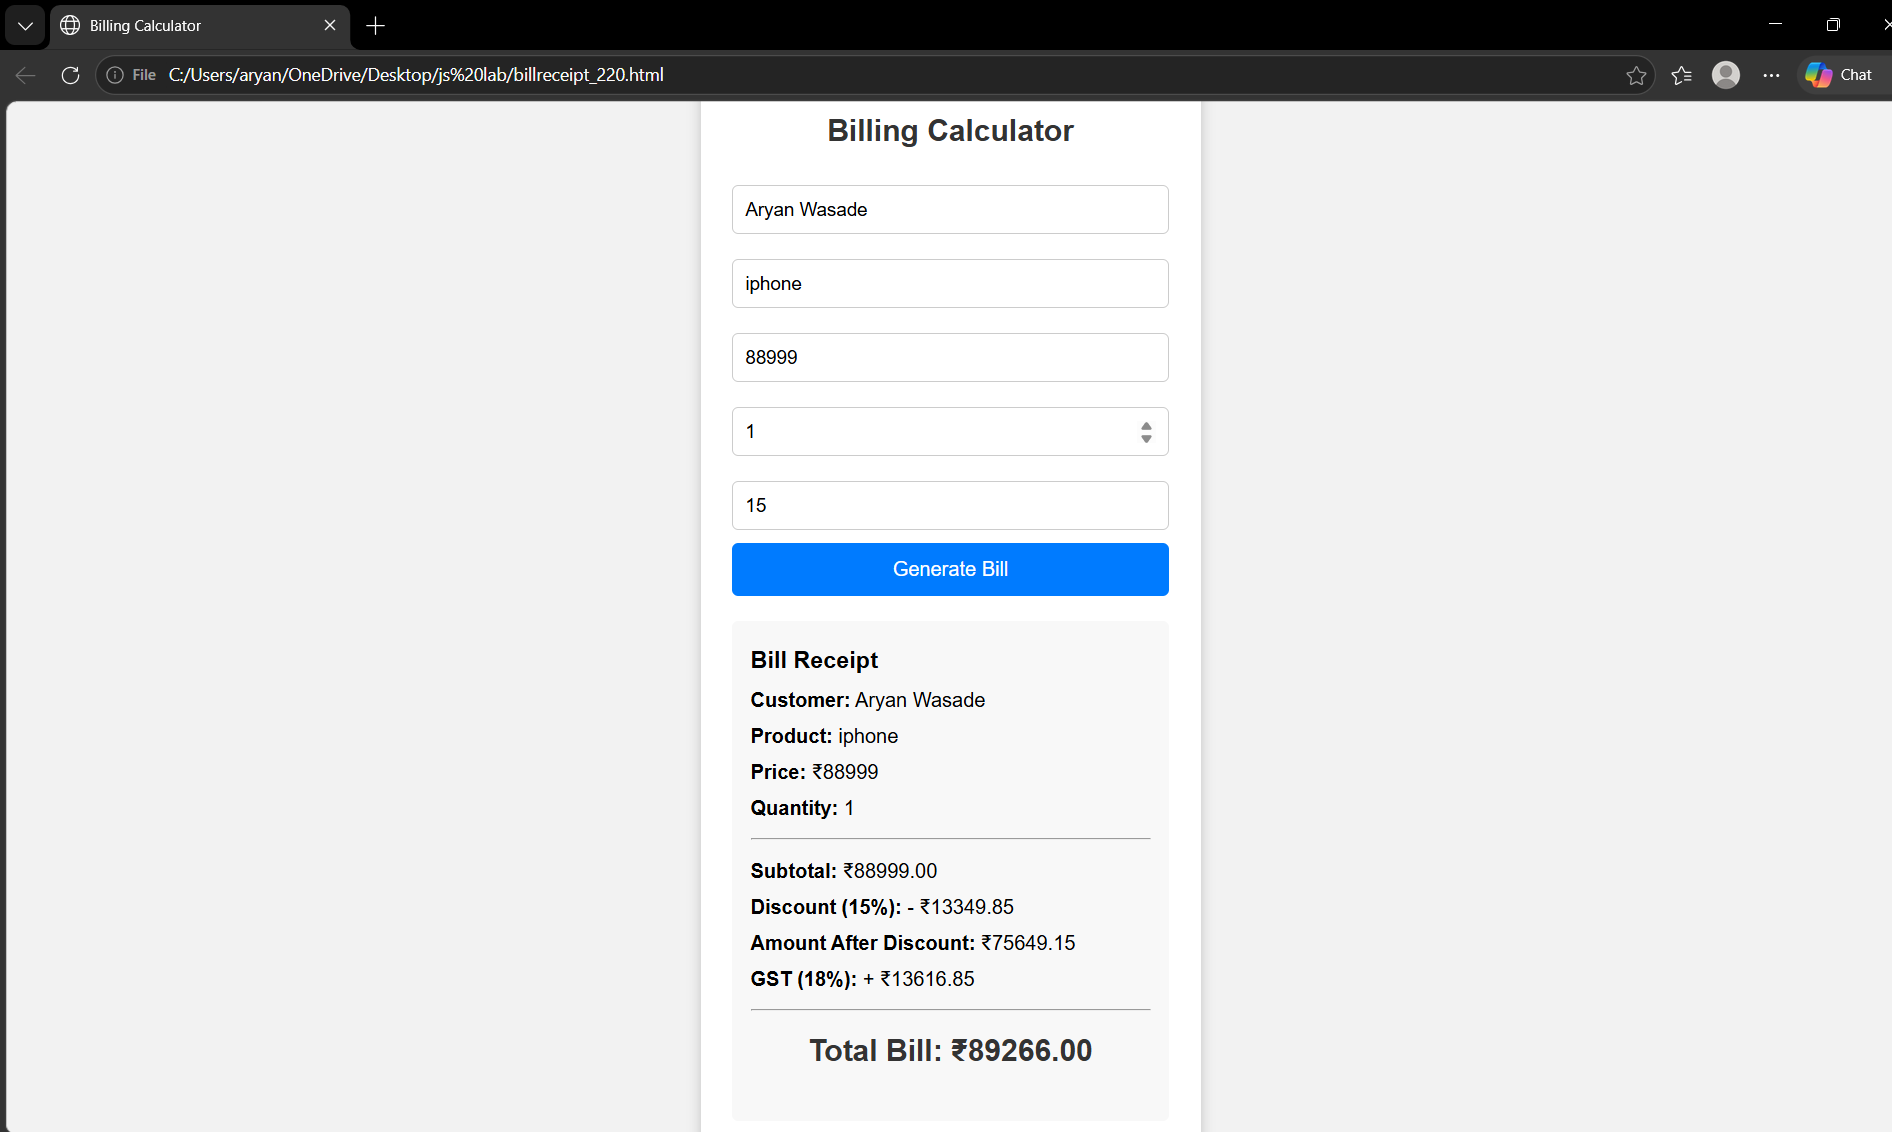 Billing Calculator
File C:/Users/aryan/OneDrive/Desktop/js%20lab/billreceipt_220.html
Chat
Billing Calculator
Aryan Wasade
iphone
88999
1
15
Generate Bill
Bill Receipt
Customer: Aryan Wasade
Product: iphone
Price: ₹88999
Quantity: 1
Subtotal: ₹88999.00
Discount (15%): - ₹13349.85
Amount After Discount: ₹75649.15
GST (18%): + ₹13616.85
Total Bill: ₹89266.00